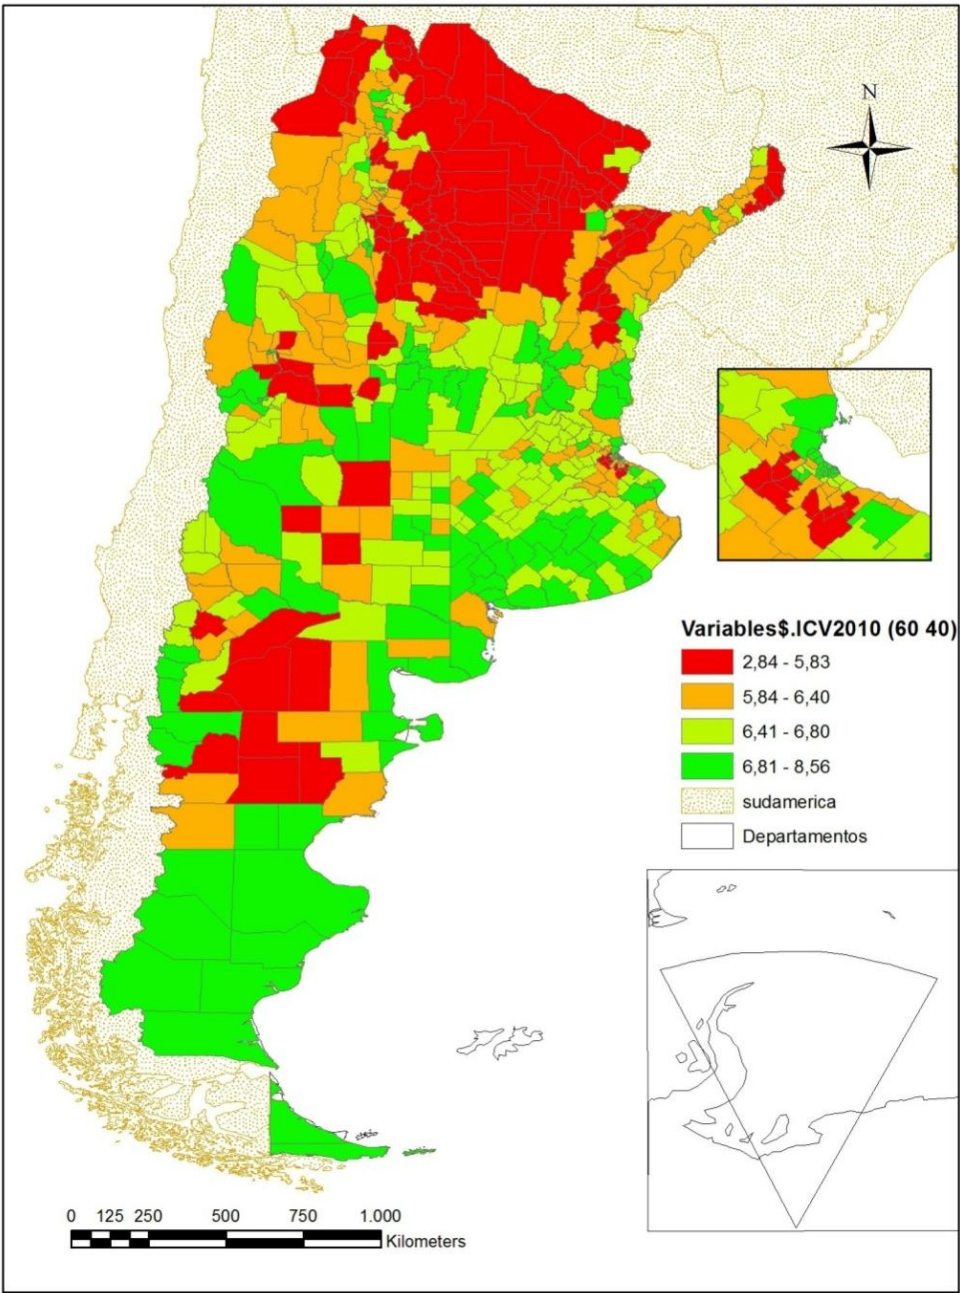 N
Variables$.ICV2010 (60 40)
2,84 - 5,83
5,84 - 6,40
6,41 - 6,80
6,81 - 8,56
sudamerica
Departamentos
0 125 250 500 750 1.000
Kilometers